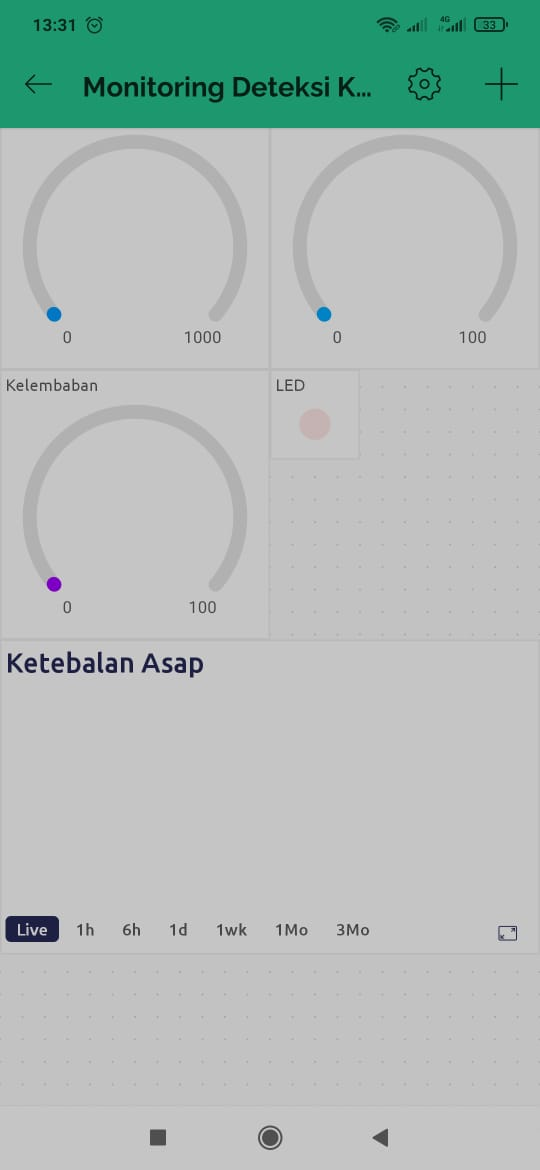 13:31
4G
33
Monitoring Deteksi K...
0 1000
0 100
Kelembaban
0 100
LED
Ketebalan Asap
Live 1h 6h 1d 1wk 1Mo 3Mo